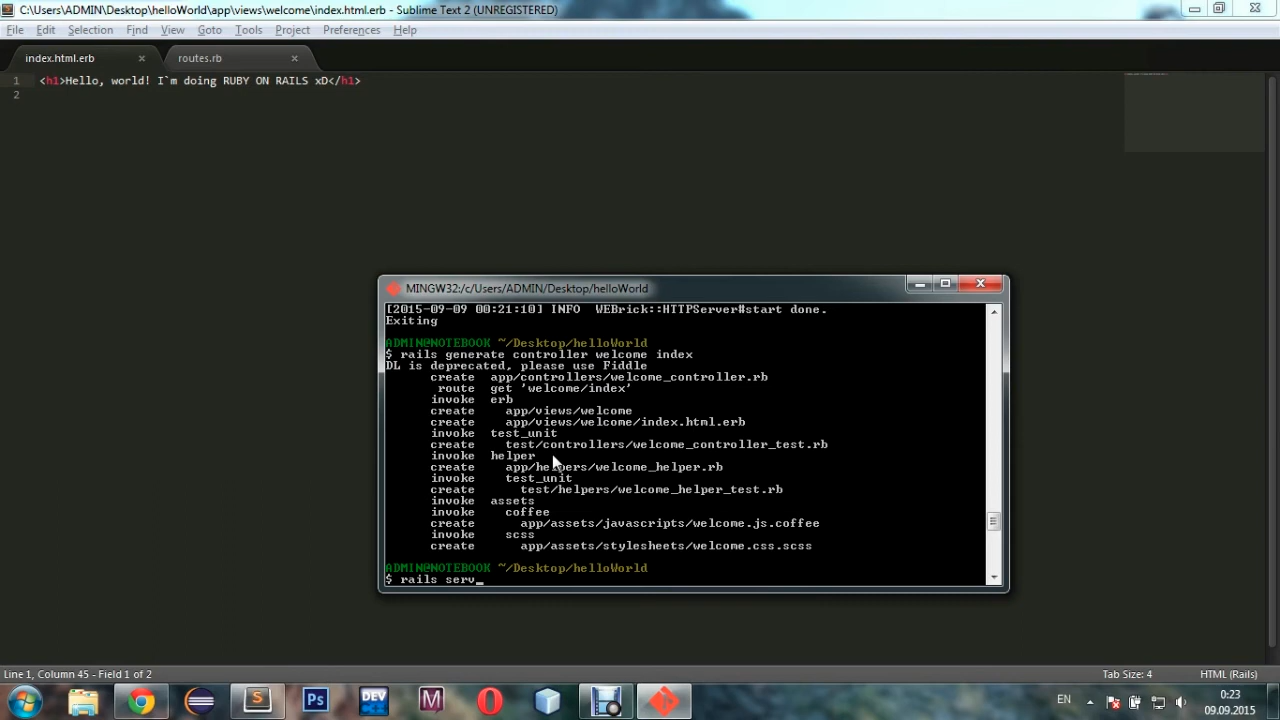 C:\Users\ADMIN\Desktop\helloWorld\app\views\welcome\index.html.erb - Sublime Text 2 (UNREGISTERED)
File Edit Selection Find View Goto Tools Project Preferences Help
index.html.erb routes.rb
1 <h1>Hello, world! I`m doing RUBY ON RAILS xD</h1>
2
MINGW32:/c/Users/ADMIN/Desktop/helloWorld
[2015-09-09 00:21:10] INFO  WEBrick::HTTPServer#start done.
Exiting
ADMIN@NOTEBOOK ~/Desktop/helloWorld
$ rails generate controller welcome index
DL is deprecated, please use Fiddle
create  app/controllers/welcome_controller.rb
route  get 'welcome/index'
invoke  erb
create    app/views/welcome
create    app/views/welcome/index.html.erb
invoke  test_unit
create    test/controllers/welcome_controller_test.rb
invoke  helper
create    app/helpers/welcome_helper.rb
invoke    test_unit
create      test/helpers/welcome_helper_test.rb
invoke  assets
invoke    coffee
create      app/assets/javascripts/welcome.js.coffee
invoke    scss
create      app/assets/stylesheets/welcome.css.scss
ADMIN@NOTEBOOK ~/Desktop/helloWorld
$ rails serv_
Line 1, Column 45 - Field 1 of 2 Tab Size: 4 HTML (Rails)
Ps DEV M EN 0:23
09.09.2015